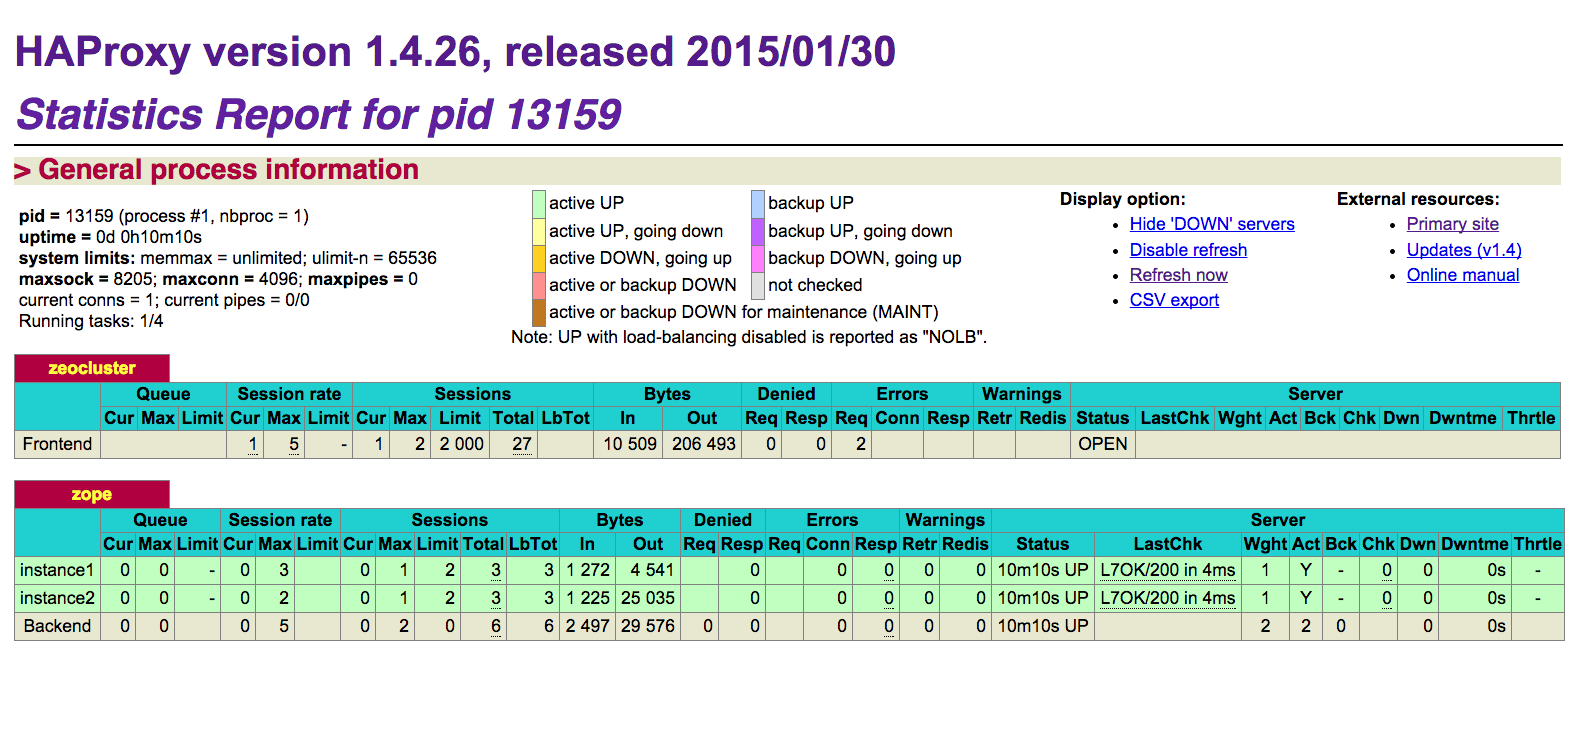 HAProxy version 1.4.26, released 2015/01/30
Statistics Report for pid 13159
> General process information
pid = 13159 (process #1, nbproc = 1)
uptime = 0d 0h10m10s
system limits: memmax = unlimited; ulimit-n = 65536
maxsock = 8205; maxconn = 4096; maxpipes = 0
current conns = 1; current pipes = 0/0
Running tasks: 1/4
active UP
backup UP
active UP, going down
backup UP, going down
active DOWN, going up
backup DOWN, going up
active or backup DOWN
not checked
active or backup DOWN for maintenance (MAINT)
Note: UP with load-balancing disabled is reported as "NOLB".
Display option:
• Hide 'DOWN' servers
• Disable refresh
• Refresh now
• CSV export
External resources:
• Primary site
• Updates (v1.4)
• Online manual
zeocluster
Queue Session rate Sessions Bytes Denied Errors Warnings Server
Cur Max Limit Cur Max Limit Cur Max Limit Total LbTot In Out Req Resp Req Conn Resp Retr Redis Status LastChk Wght Act Bck Chk Dwn Dwntme Thrtle
Frontend 1 5 - 1 2 2 000 27 10 509 206 493 0 0 2 OPEN
zope
Queue Session rate Sessions Bytes Denied Errors Warnings Server
Cur Max Limit Cur Max Limit Cur Max Limit Total LbTot In Out Req Resp Req Conn Resp Retr Redis Status LastChk Wght Act Bck Chk Dwn Dwntme Thrtle
instance1 0 0 - 0 3 0 1 2 3 3 1 272 4 541 0 0 0 0 0 10m10s UP L7OK/200 in 4ms 1 Y - 0 0 0s -
instance2 0 0 - 0 2 0 1 2 3 3 1 225 25 035 0 0 0 0 0 10m10s UP L7OK/200 in 4ms 1 Y - 0 0 0s -
Backend 0 0 0 5 0 2 0 6 6 2 497 29 576 0 0 0 0 0 0 10m10s UP 2 2 0 0 0s